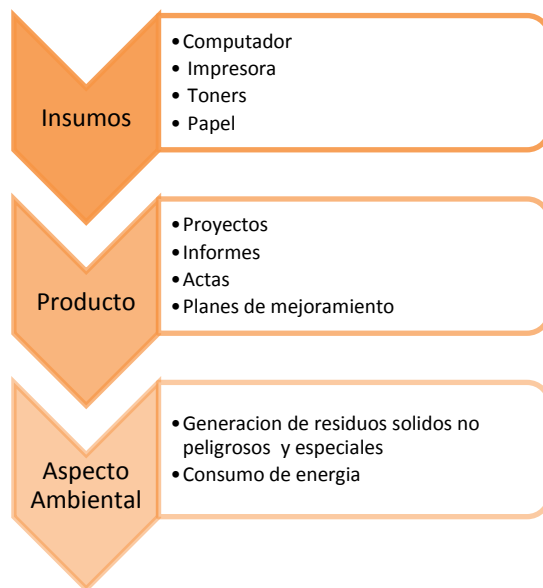 Insumos
• Computador
• Impresora
• Toners
• Papel
Producto
• Proyectos
• Informes
• Actas
• Planes de mejoramiento
Aspecto
Ambiental
• Generacion de residuos solidos no
peligrosos y especiales
• Consumo de energia